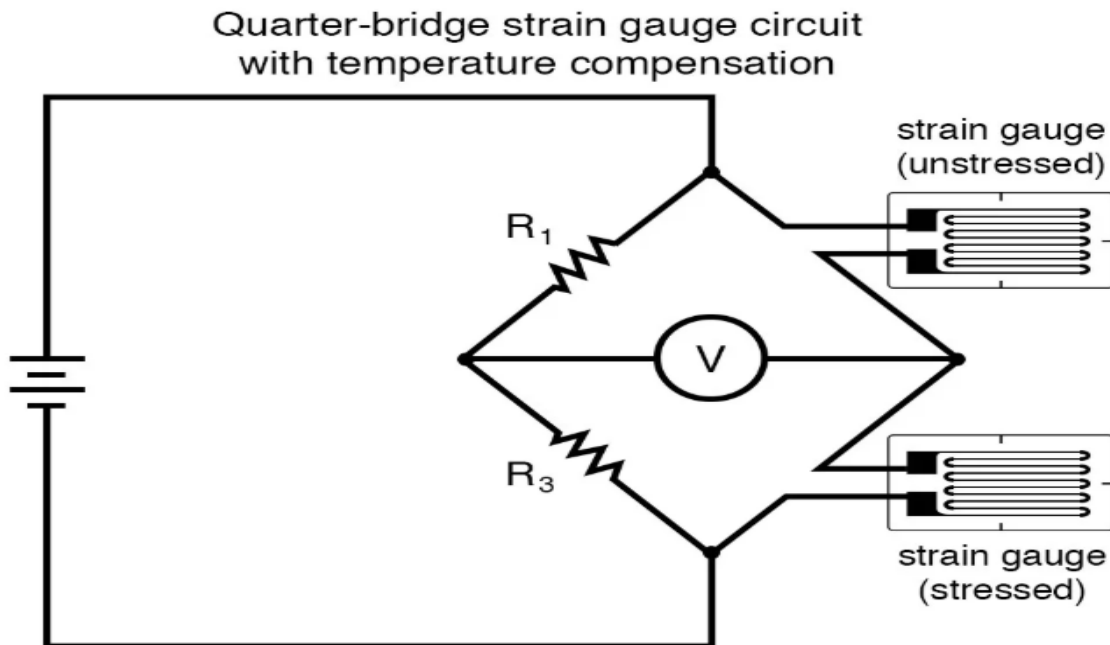 Quarter-bridge strain gauge circuit
with temperature compensation
strain gauge
(unstressed)
R1
V
R3
strain gauge
(stressed)